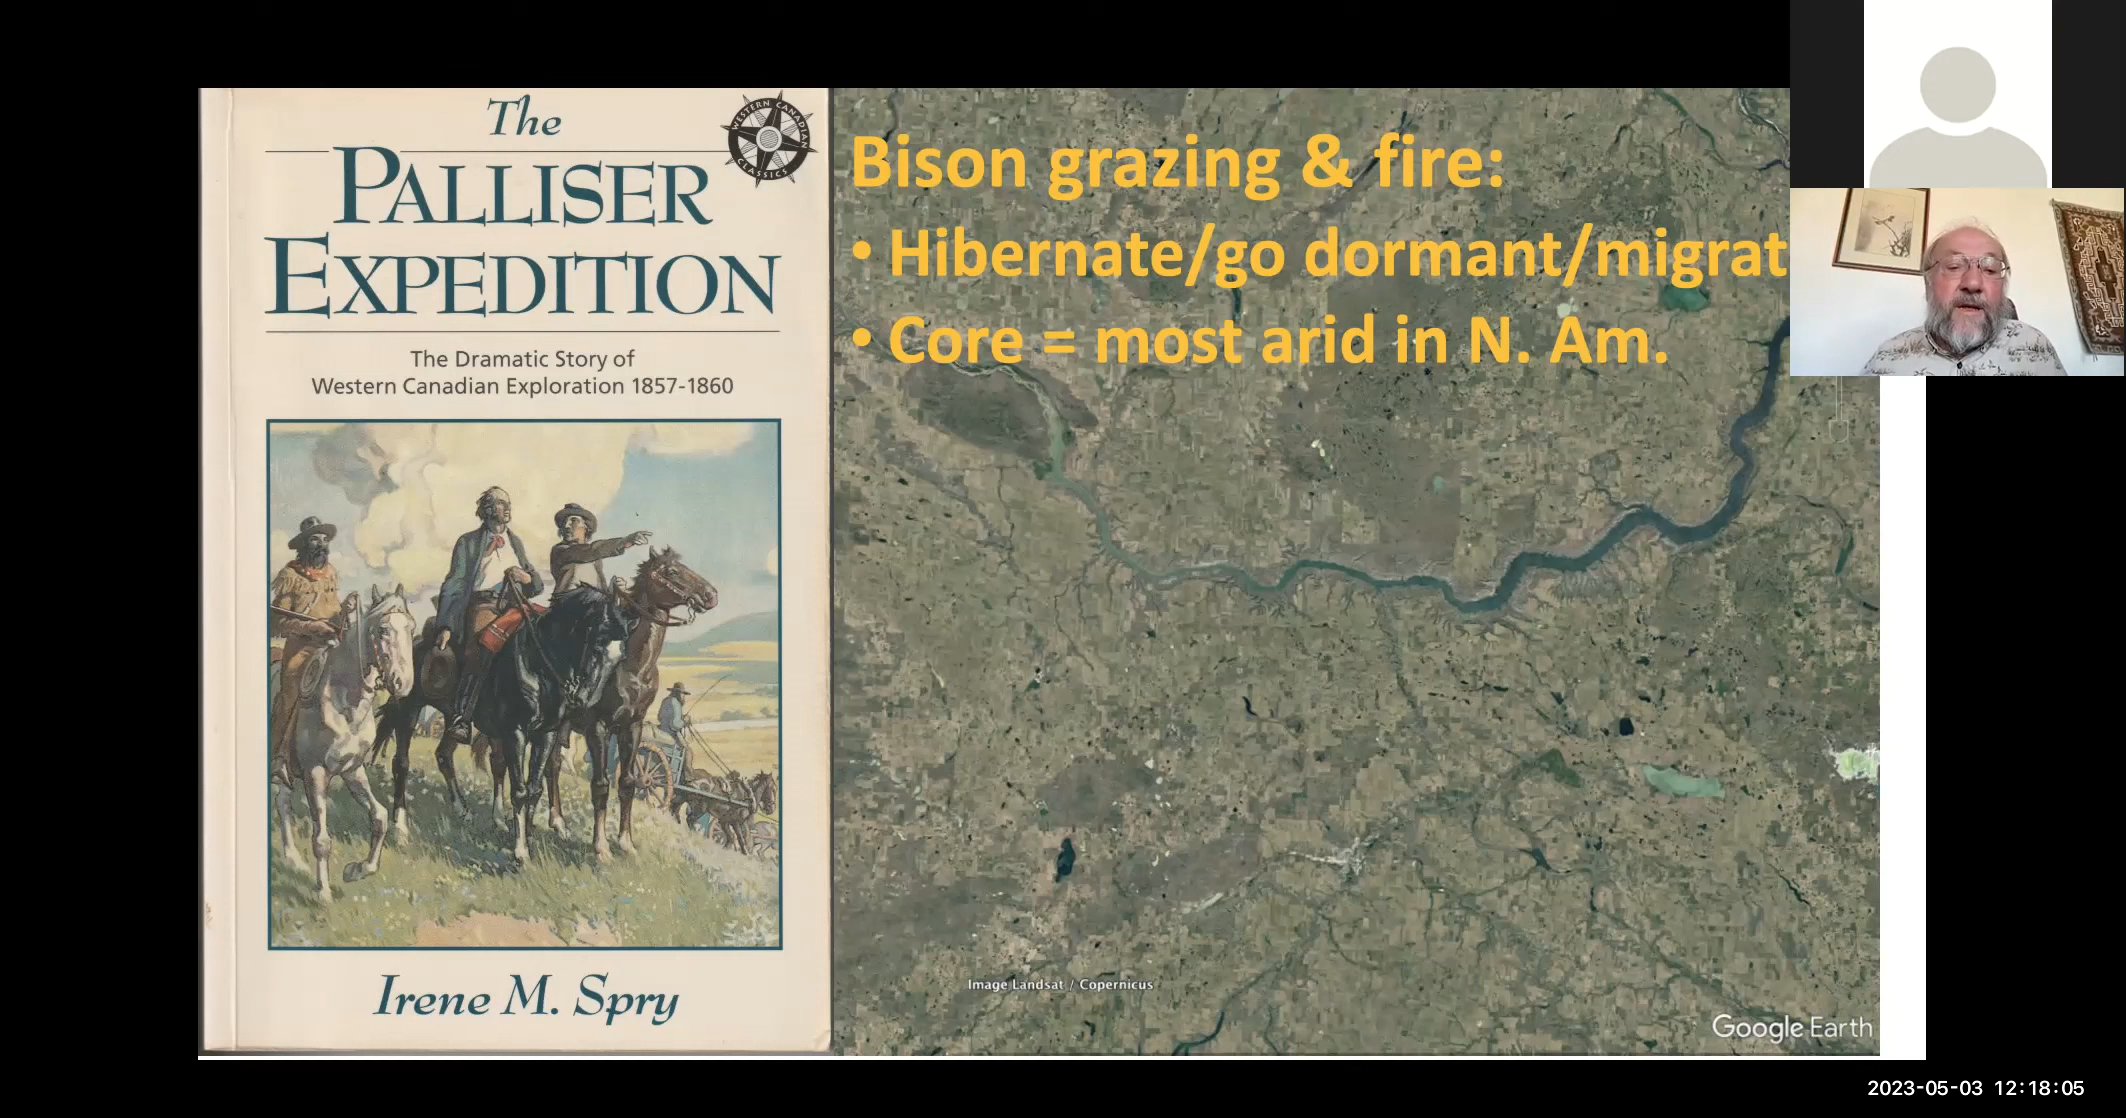 The
PALLISER
EXPEDITION
WESTERN CANADIAN
CLASSICS
The Dramatic Story of
Western Canadian Exploration 1857-1860
Irene M. Spry
Bison grazing & fire:
• Hibernate/go dormant/migrat
• Core = most arid in N. Am.
Image Landsat / Copernicus
Google Earth
2023-05-03 12:18:05